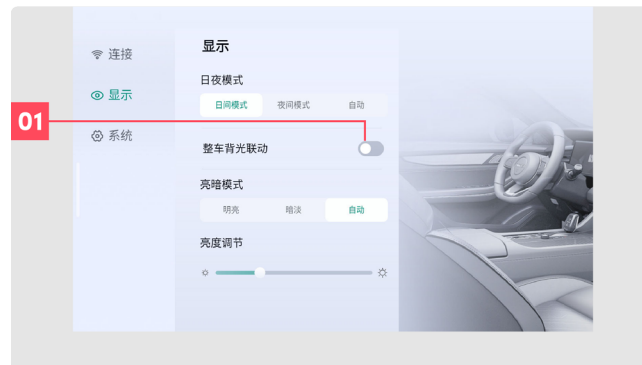 连接
显示
系统
01
显示
日夜模式
日间模式 夜间模式 自动
整车背光联动
亮暗模式
明亮 暗淡 自动
亮度调节